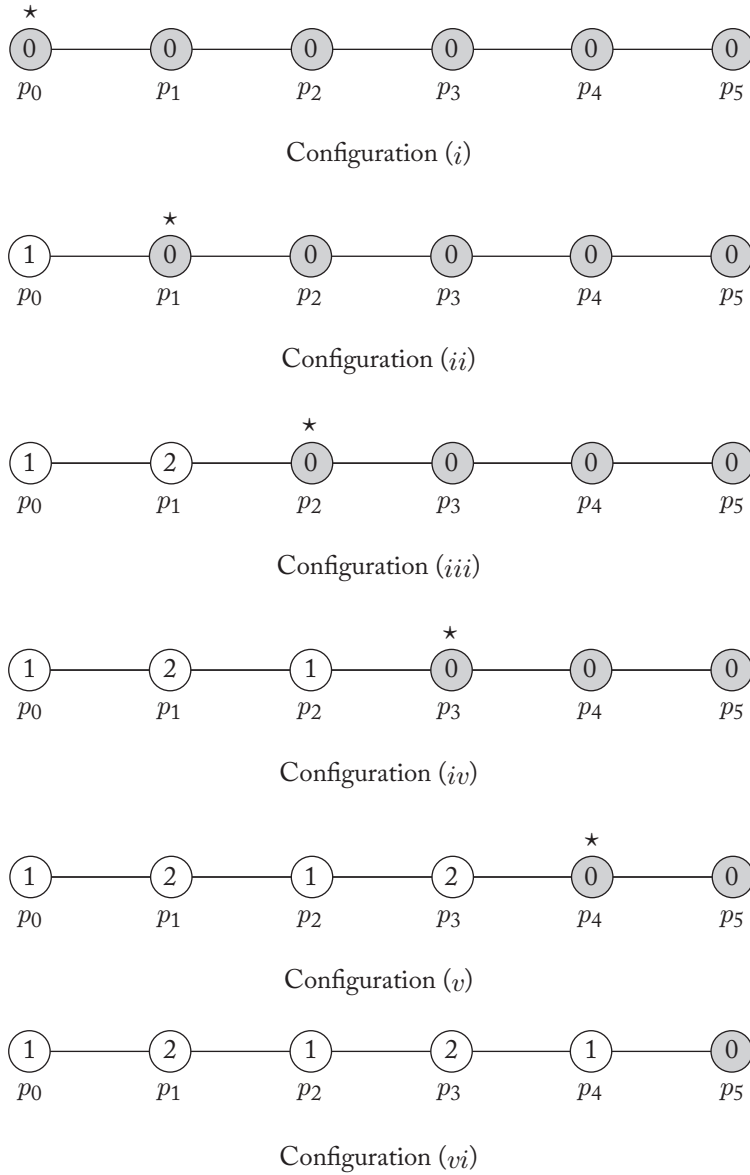 ⋆
0 0 0 0 0 0
p0 p1 p2 p3 p4 p5
Configuration (i)
⋆
1 0 0 0 0 0
p0 p1 p2 p3 p4 p5
Configuration (ii)
⋆
1 2 0 0 0 0
p0 p1 p2 p3 p4 p5
Configuration (iii)
⋆
1 2 1 0 0 0
p0 p1 p2 p3 p4 p5
Configuration (iv)
⋆
1 2 1 2 0 0
p0 p1 p2 p3 p4 p5
Configuration (v)
1 2 1 2 1 0
p0 p1 p2 p3 p4 p5
Configuration (vi)